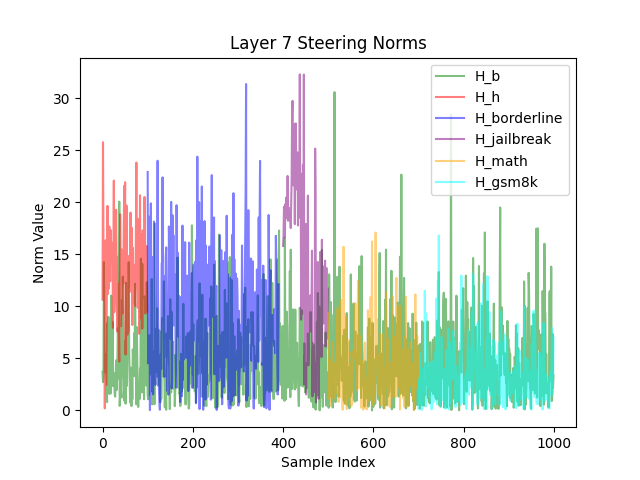 Layer 7 Steering Norms
H_b
H_h
H_borderline
H_jailbreak
H_math
H_gsm8k
Norm Value
30
25
20
15
10
5
0
0 200 400 600 800 1000
Sample Index